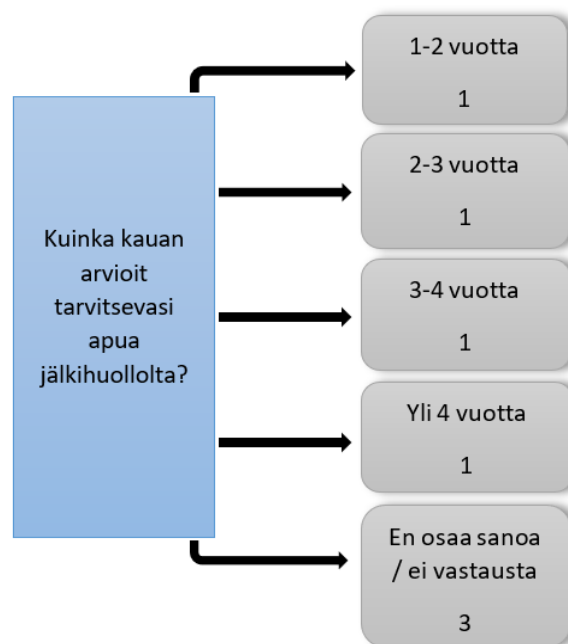 Kuinka kauan
arvioit
tarvitsevasi
apua
jälkihuollolta?
1-2 vuotta
1
2-3 vuotta
1
3-4 vuotta
1
Yli 4 vuotta
1
En osaa sanoa
/ ei vastausta
3